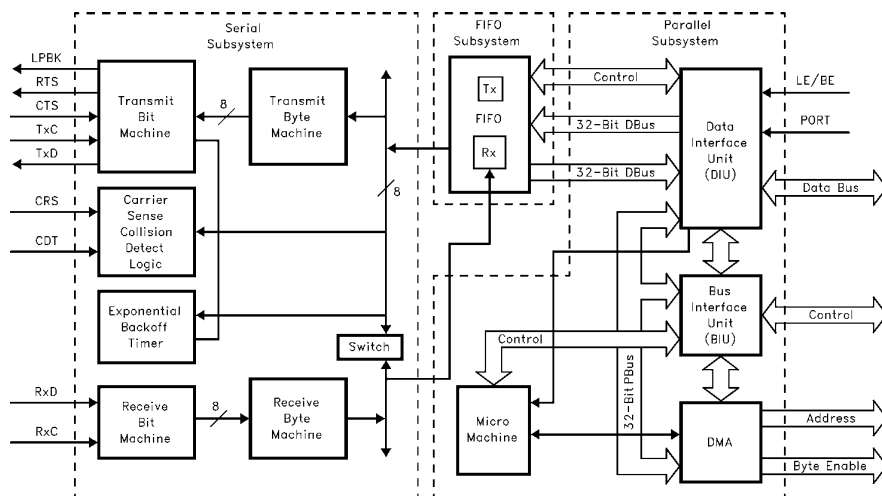 Serial
Subsystem
FIFO
Subsystem
Parallel
Subsystem
LPBK
RTS
CTS
TxC
TxD
Transmit
Bit
Machine
8
Transmit
Byte
Machine
8
Tx
FIFO
Rx
Control
32-Bit DBus
32-Bit DBus
Data
Interface
Unit
(DIU)
LE/BE
PORT
Data Bus
CRS
CDT
Carrier
Sense
Collision
Detect
Logic
Exponential
Backoff
Timer
Switch
Control
Bus
Interface
Unit
(BIU)
Control
RxD
RxC
Receive
Bit
Machine
8
Receive
Byte
Machine
Micro
Machine
32-Bit PBus
DMA
Address
Byte Enable